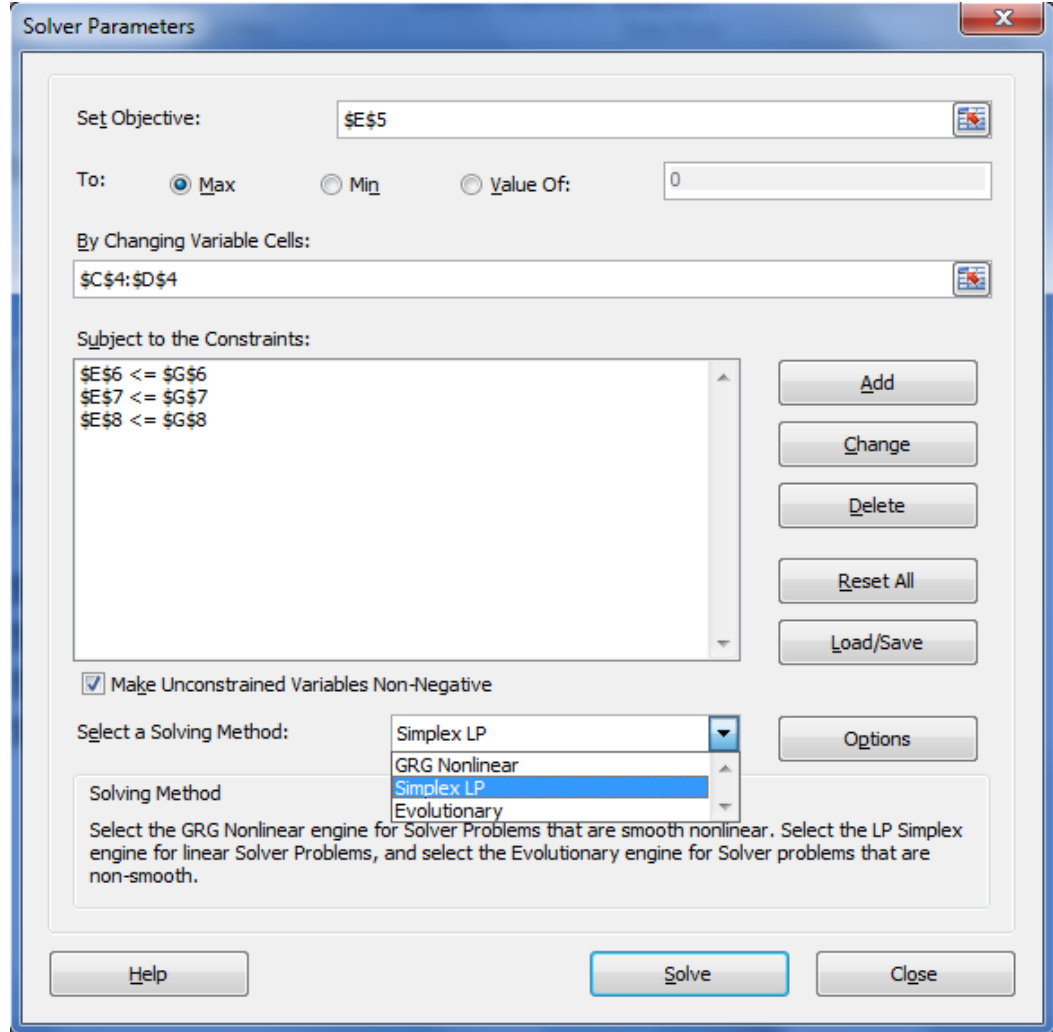 Solver Parameters
Set Objective: $E$5
To: Max Min Value Of: 0
By Changing Variable Cells:
$C$4:$D$4
Subject to the Constraints:
$E$6 <= $G$6
$E$7 <= $G$7
$E$8 <= $G$8
Add
Change
Delete
Reset All
Load/Save
Make Unconstrained Variables Non-Negative
Select a Solving Method: Simplex LP Options
GRG Nonlinear
Simplex LP
Evolutionary
Solving Method
Select the GRG Nonlinear engine for Solver Problems that are smooth nonlinear. Select the LP Simplex
engine for linear Solver Problems, and select the Evolutionary engine for Solver problems that are
non-smooth.
Help Solve Close